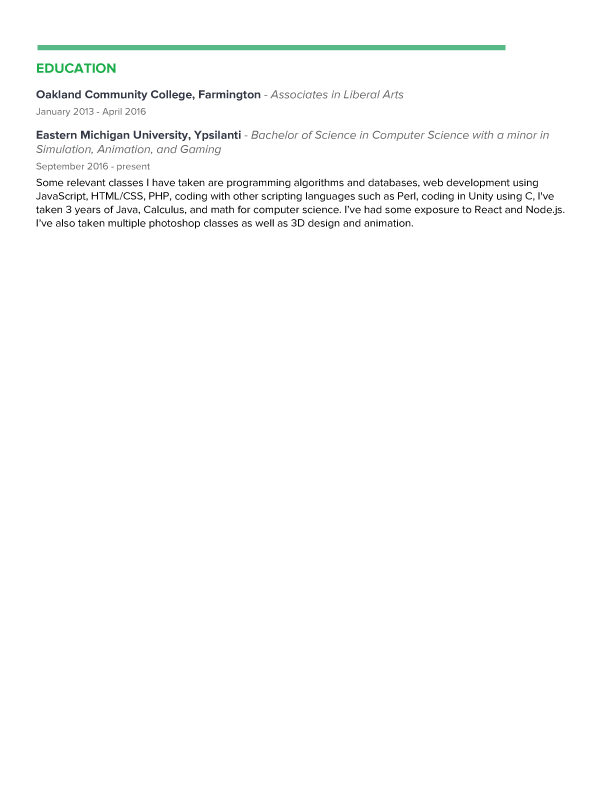 EDUCATION
Oakland Community College, Farmington - Associates in Liberal Arts
January 2013 - April 2016
Eastern Michigan University, Ypsilanti - Bachelor of Science in Computer Science with a minor in
Simulation, Animation, and Gaming
September 2016 - present
Some relevant classes I have taken are programming algorithms and databases, web development using
JavaScript, HTML/CSS, PHP, coding with other scripting languages such as Perl, coding in Unity using C, I've
taken 3 years of Java, Calculus, and math for computer science. I've had some exposure to React and Node.js.
I've also taken multiple photoshop classes as well as 3D design and animation.